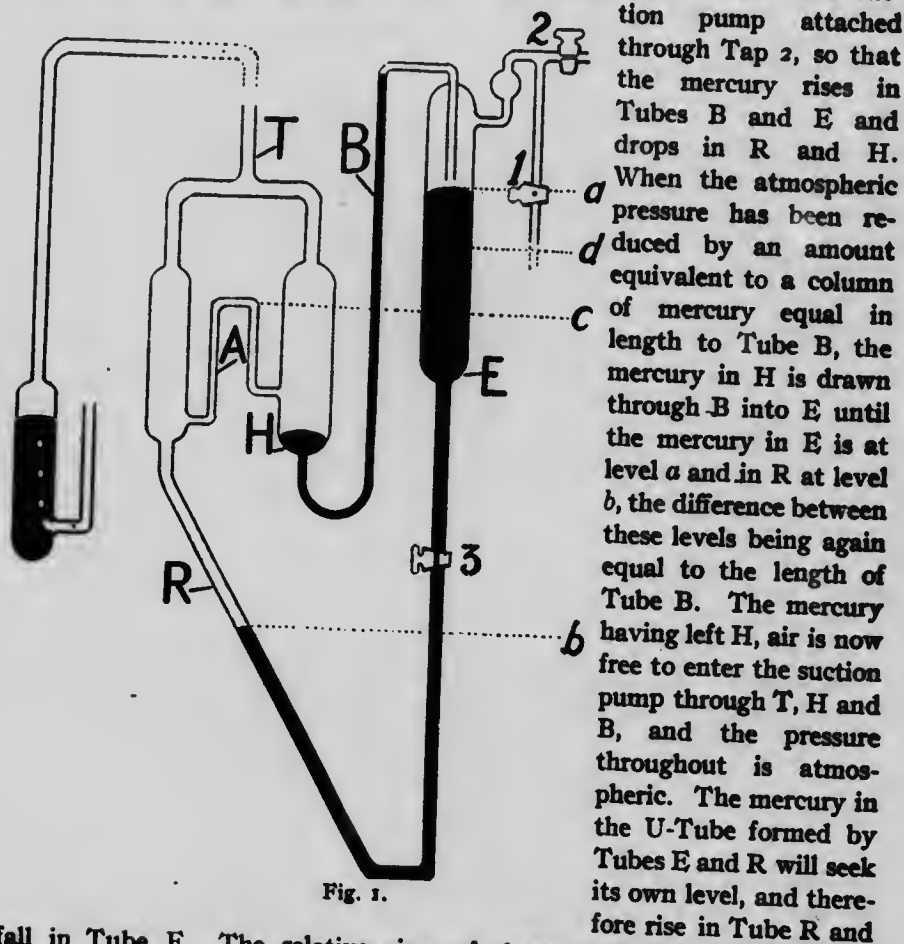 tion pump attached
through Tap 2, so that
the mercury rises in
Tubes B and E and
drops in R and H.
When the atmospheric
pressure has been re-
duced by an amount
equivalent to a column
of mercury equal in
length to Tube B, the
mercury in H is drawn
through B into E until
the mercury in E is at
level a and in R at level
b, the difference between
these levels being again
equal to the length of
Tube B. The mercury
having left H, air is now
free to enter the suction
pump through T, H and
B, and the pressure
throughout is atmos-
pheric. The mercury in
the U-Tube formed by
Tubes E and R will seek
its own level, and there-
fore rise in Tube R and
2
T
B
1
a
d
c
A
E
H
3
R
b
Fig. 1.
fall in Tube E. The relative